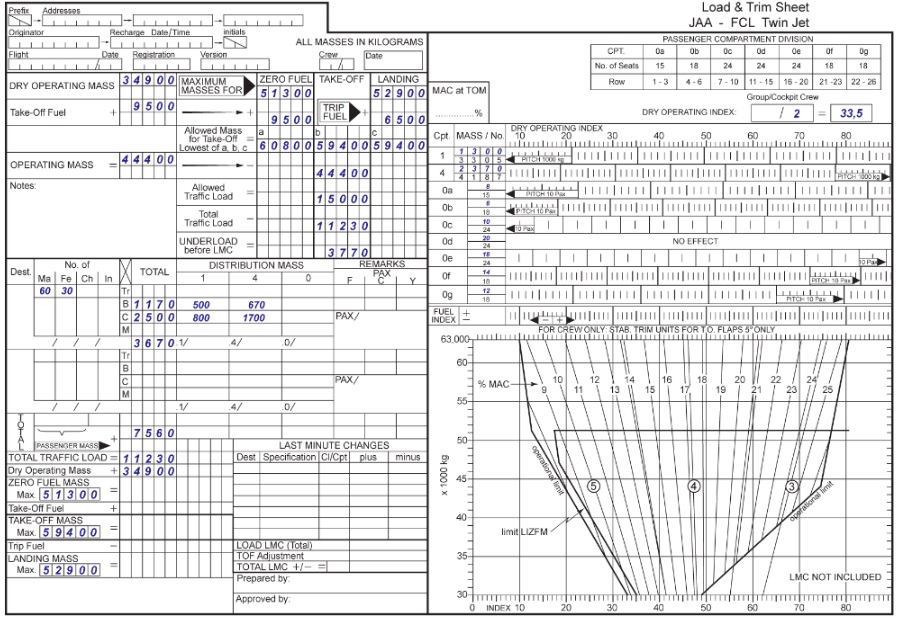 Load & Trim Sheet
JAA - FCL Twin Jet
Prefix Addresses
Originator Recharge Date/Time initials
ALL MASSES IN KILOGRAMS
Flight Date Registration Version Crew Date
DRY OPERATING MASS 34900 MAXIMUM MASSES FOR ZERO FUEL 51300 TAKE-OFF LANDING 52900
Take-Off Fuel + 9500 + 9500 TRIP FUEL + 6500
Allowed Mass for Take-Off Lowest of a, b, c = a 60800 b 59400 c 59400
OPERATING MASS = 44400 - 44400
Notes:
Allowed Traffic Load = 15000
Total Traffic Load - 11230
UNDERLOAD before LMC = 3770
Dest. No. of Ma Fe Ch In TOTAL DISTRIBUTION MASS 1 4 0 REMARKS PAX F C Y
60 30 Tr
B 1170 500 670
C 2500 800 1700 PAX/
M
/ / / 3670 .1/ .4/ .0/
Tr
B
C PAX/
M
/ / / .1/ .4/ .0/
TOTAL PASSENGER MASS + 7560
TOTAL TRAFFIC LOAD = 11230
Dry Operating Mass + 34900
ZERO FUEL MASS
Max. 51300 =
Take-Off Fuel +
TAKE-OFF MASS
Max. 59400 =
Trip Fuel -
LANDING MASS
Max. 52900 =
LAST MINUTE CHANGES
Dest Specification Cl/Cpt plus minus
LOAD LMC (Total)
TOF Adjustment
TOTAL LMC +/- =
Prepared by:
Approved by:
PASSENGER COMPARTMENT DIVISION
CPT. 0a 0b 0c 0d 0e 0f 0g
No. of Seats 15 18 24 24 24 18 18
Row 1 - 3 4 - 6 7 - 10 11 - 15 16 - 20 21 -23 22 - 26
MAC at TOM
..............%
Group/Cockpit Crew
DRY OPERATING INDEX: / 2 = 33,5
Cpt. MASS / No. DRY OPERATING INDEX
10 20 30 40 50 60 70 80
1 1300 3305 PITCH 1000 kg
4 2370 4187 PITCH 1000 kg
0a 8 15 PITCH 10 Pax
0b 8 18 PITCH 10 Pax
0c 10 24 10 Pax
0d 20 24 NO EFFECT
0e 18 24 10 Pax
0f 14 18 PITCH 10 Pax
0g 12 18 PITCH 10 Pax
FUEL INDEX + - - +
FOR CREW ONLY: STAB. TRIM UNITS FOR T.O. FLAPS 5° ONLY
63,000
60
55
50
45
40
35
30
x 1000 kg
% MAC
10 12 14 16 18 20 22 24
9 11 13 15 17 19 21 23 25
operational limit
5 4 3
operational limit
limit LIZFM
LMC NOT INCLUDED
0 INDEX 10 20 30 40 50 60 70 80